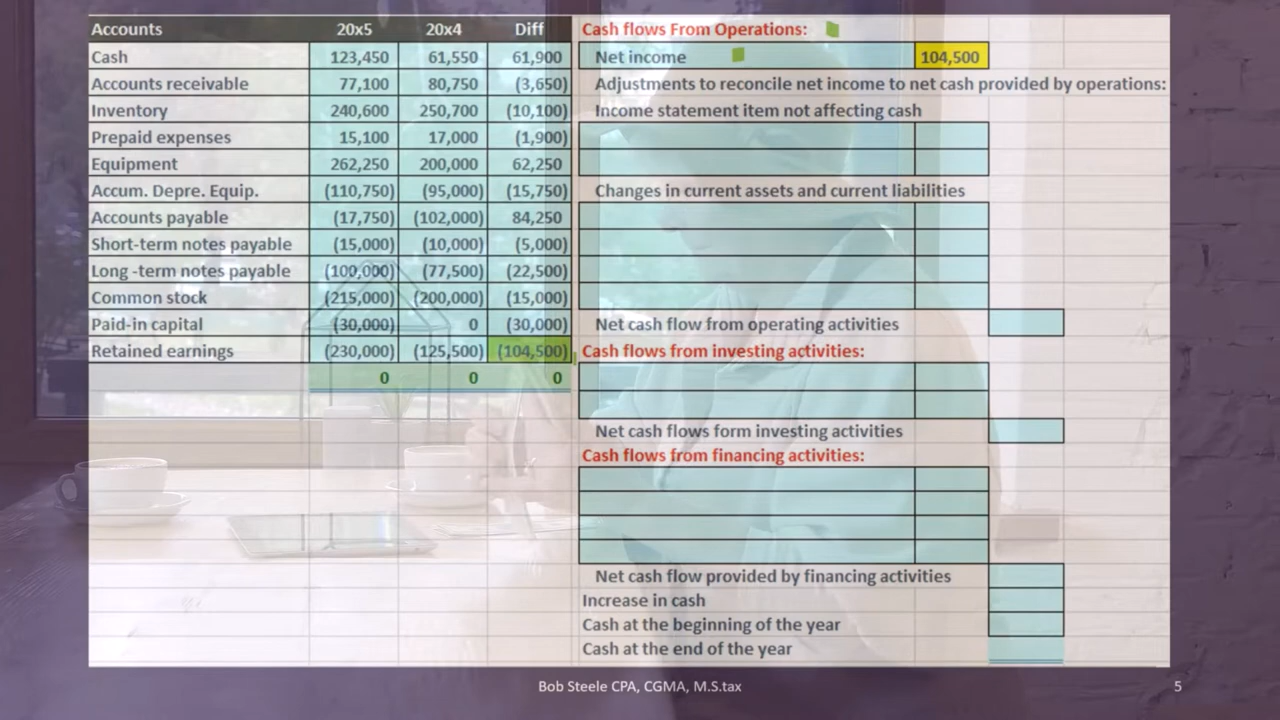 Accounts 20x5 20x4 Diff
Cash 123,450 61,550 61,900
Accounts receivable 77,100 80,750 (3,650)
Inventory 240,600 250,700 (10,100)
Prepaid expenses 15,100 17,000 (1,900)
Equipment 262,250 200,000 62,250
Accum. Depre. Equip. (110,750) (95,000) (15,750)
Accounts payable (17,750) (102,000) 84,250
Short-term notes payable (15,000) (10,000) (5,000)
Long -term notes payable (100,000) (77,500) (22,500)
Common stock (215,000) (200,000) (15,000)
Paid-in capital (30,000) 0 (30,000)
Retained earnings (230,000) (125,500) (104,500)
0 0 0
Cash flows From Operations:
Net income 104,500
Adjustments to reconcile net income to net cash provided by operations:
Income statement item not affecting cash
Changes in current assets and current liabilities
Net cash flow from operating activities
Cash flows from investing activities:
Net cash flows form investing activities
Cash flows from financing activities:
Net cash flow provided by financing activities
Increase in cash
Cash at the beginning of the year
Cash at the end of the year
Bob Steele CPA, CGMA, M.S.tax 5